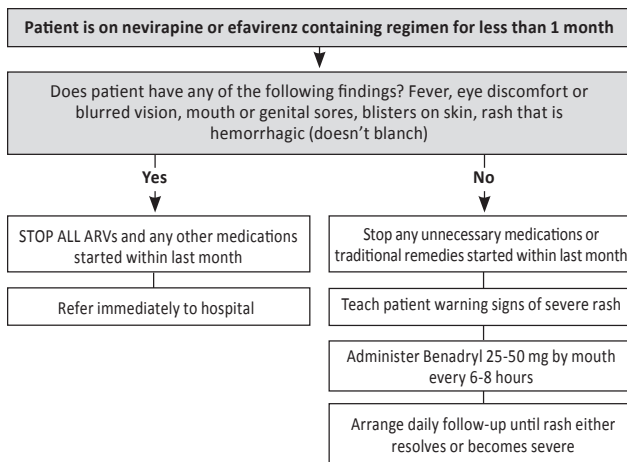 Patient is on nevirapine or efavirenz containing regimen for less than 1 month
Does patient have any of the following findings? Fever, eye discomfort or
blurred vision, mouth or genital sores, blisters on skin, rash that is
hemorrhagic (doesn’t blanch)
Yes
No
STOP ALL ARVs and any other medications
started within last month
Refer immediately to hospital
Stop any unnecessary medications or
traditional remedies started within last month
Teach patient warning signs of severe rash
Administer Benadryl 25-50 mg by mouth
every 6-8 hours
Arrange daily follow-up until rash either
resolves or becomes severe